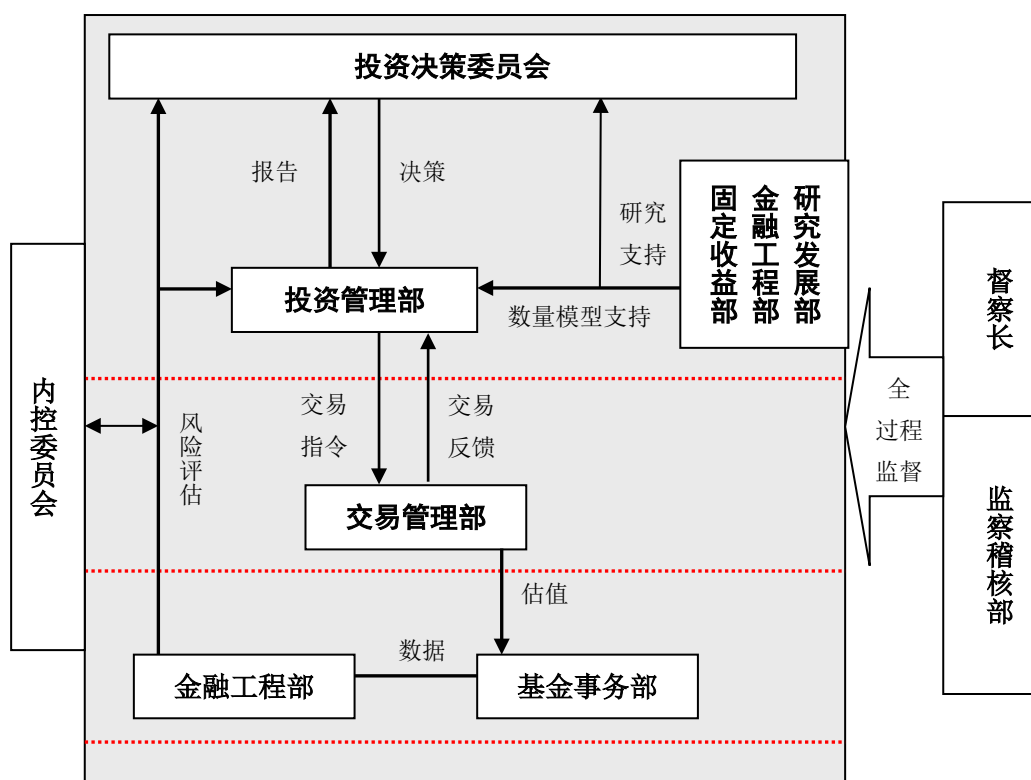 投资决策委员会
报告
决策
研究
支持
固定收益部
金融工程部
研究发展部
投资管理部
数量模型支持
内控委员会
风险评估
交易
指令
交易
反馈
交易管理部
估值
数据
金融工程部
基金事务部
全
过程
监督
督察长
监察稽核部